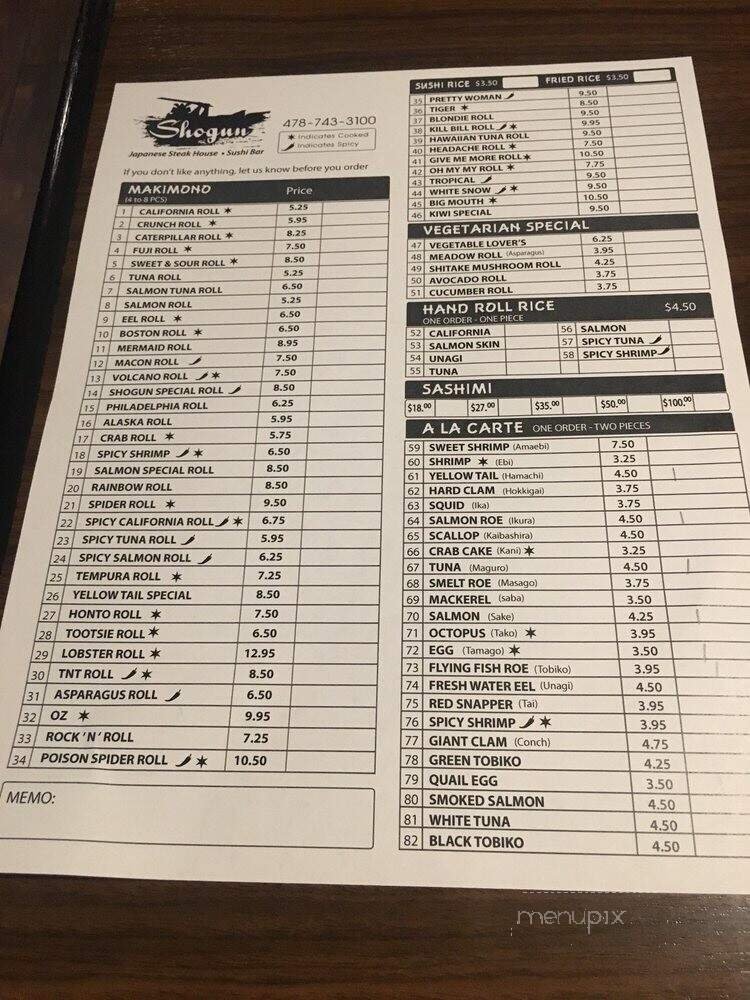 Shogun
Japanese Steak House • Sushi Bar
478-743-3100
✶ Indicates Cooked
Indicates Spicy
If you don't like anything, let us know before you order
MAKIMONO Price
(4 to 8 PCS)
1 CALIFORNIA ROLL ✶ 5.25
2 CRUNCH ROLL ✶ 5.95
3 CATERPILLAR ROLL ✶ 8.25
4 FUJI ROLL ✶ 7.50
5 SWEET & SOUR ROLL ✶ 8.50
6 TUNA ROLL 5.25
7 SALMON TUNA ROLL 6.50
8 SALMON ROLL 5.25
9 EEL ROLL ✶ 6.50
10 BOSTON ROLL ✶ 6.50
11 MERMAID ROLL 8.95
12 MACON ROLL 7.50
13 VOLCANO ROLL ✶ 7.50
14 SHOGUN SPECIAL ROLL 8.50
15 PHILADELPHIA ROLL 6.25
16 ALASKA ROLL 5.95
17 CRAB ROLL ✶ 5.75
18 SPICY SHRIMP ✶ 6.50
19 SALMON SPECIAL ROLL 8.50
20 RAINBOW ROLL 8.50
21 SPIDER ROLL ✶ 9.50
22 SPICY CALIFORNIA ROLL ✶ 6.75
23 SPICY TUNA ROLL 5.95
24 SPICY SALMON ROLL 6.25
25 TEMPURA ROLL ✶ 7.25
26 YELLOW TAIL SPECIAL 8.50
27 HONTO ROLL ✶ 7.50
28 TOOTSIE ROLL ✶ 6.50
29 LOBSTER ROLL ✶ 12.95
30 TNT ROLL ✶ 8.50
31 ASPARAGUS ROLL 6.50
32 OZ ✶ 9.95
33 ROCK 'N' ROLL 7.25
34 POISON SPIDER ROLL ✶ 10.50
MEMO:
SUSHI RICE $3.50 FRIED RICE $3.50
35 PRETTY WOMAN 9.50
36 TIGER ✶ 8.50
37 BLONDIE ROLL 9.50
38 KILL BILL ROLL ✶ 9.95
39 HAWAIIAN TUNA ROLL 9.50
40 HEADACHE ROLL ✶ 7.50
41 GIVE ME MORE ROLL ✶ 10.50
42 OH MY MY ROLL ✶ 7.75
43 TROPICAL 9.50
44 WHITE SNOW ✶ 9.50
45 BIG MOUTH ✶ 10.50
46 KIWI SPECIAL 9.50
VEGETARIAN SPECIAL
47 VEGETABLE LOVER'S 6.25
48 MEADOW ROLL (Asparagus) 3.95
49 SHITAKE MUSHROOM ROLL 4.25
50 AVOCADO ROLL 3.75
51 CUCUMBER ROLL 3.75
HAND ROLL RICE $4.50
ONE ORDER - ONE PIECE
52 CALIFORNIA 56 SALMON
53 SALMON SKIN 57 SPICY TUNA
54 UNAGI 58 SPICY SHRIMP
55 TUNA
SASHIMI
$18.00 $27.00 $35.00 $50.00 $100.00
A LA CARTE ONE ORDER - TWO PIECES
59 SWEET SHRIMP (Amaebi) 7.50
60 SHRIMP ✶ (Ebi) 3.25
61 YELLOW TAIL (Hamachi) 4.50
62 HARD CLAM (Hokkigai) 3.75
63 SQUID (Ika) 3.75
64 SALMON ROE (Ikura) 4.50
65 SCALLOP (Kaibashira) 4.50
66 CRAB CAKE (Kani) ✶ 3.25
67 TUNA (Maguro) 4.50
68 SMELT ROE (Masago) 3.75
69 MACKEREL (saba) 3.50
70 SALMON (Sake) 4.25
71 OCTOPUS (Tako) ✶ 3.95
72 EGG (Tamago) ✶ 3.50
73 FLYING FISH ROE (Tobiko) 3.95
74 FRESH WATER EEL (Unagi) 4.50
75 RED SNAPPER (Tai) 3.95
76 SPICY SHRIMP ✶ 3.95
77 GIANT CLAM (Conch) 4.75
78 GREEN TOBIKO 4.25
79 QUAIL EGG 3.50
80 SMOKED SALMON 4.50
81 WHITE TUNA 4.50
82 BLACK TOBIKO 4.50
menupix